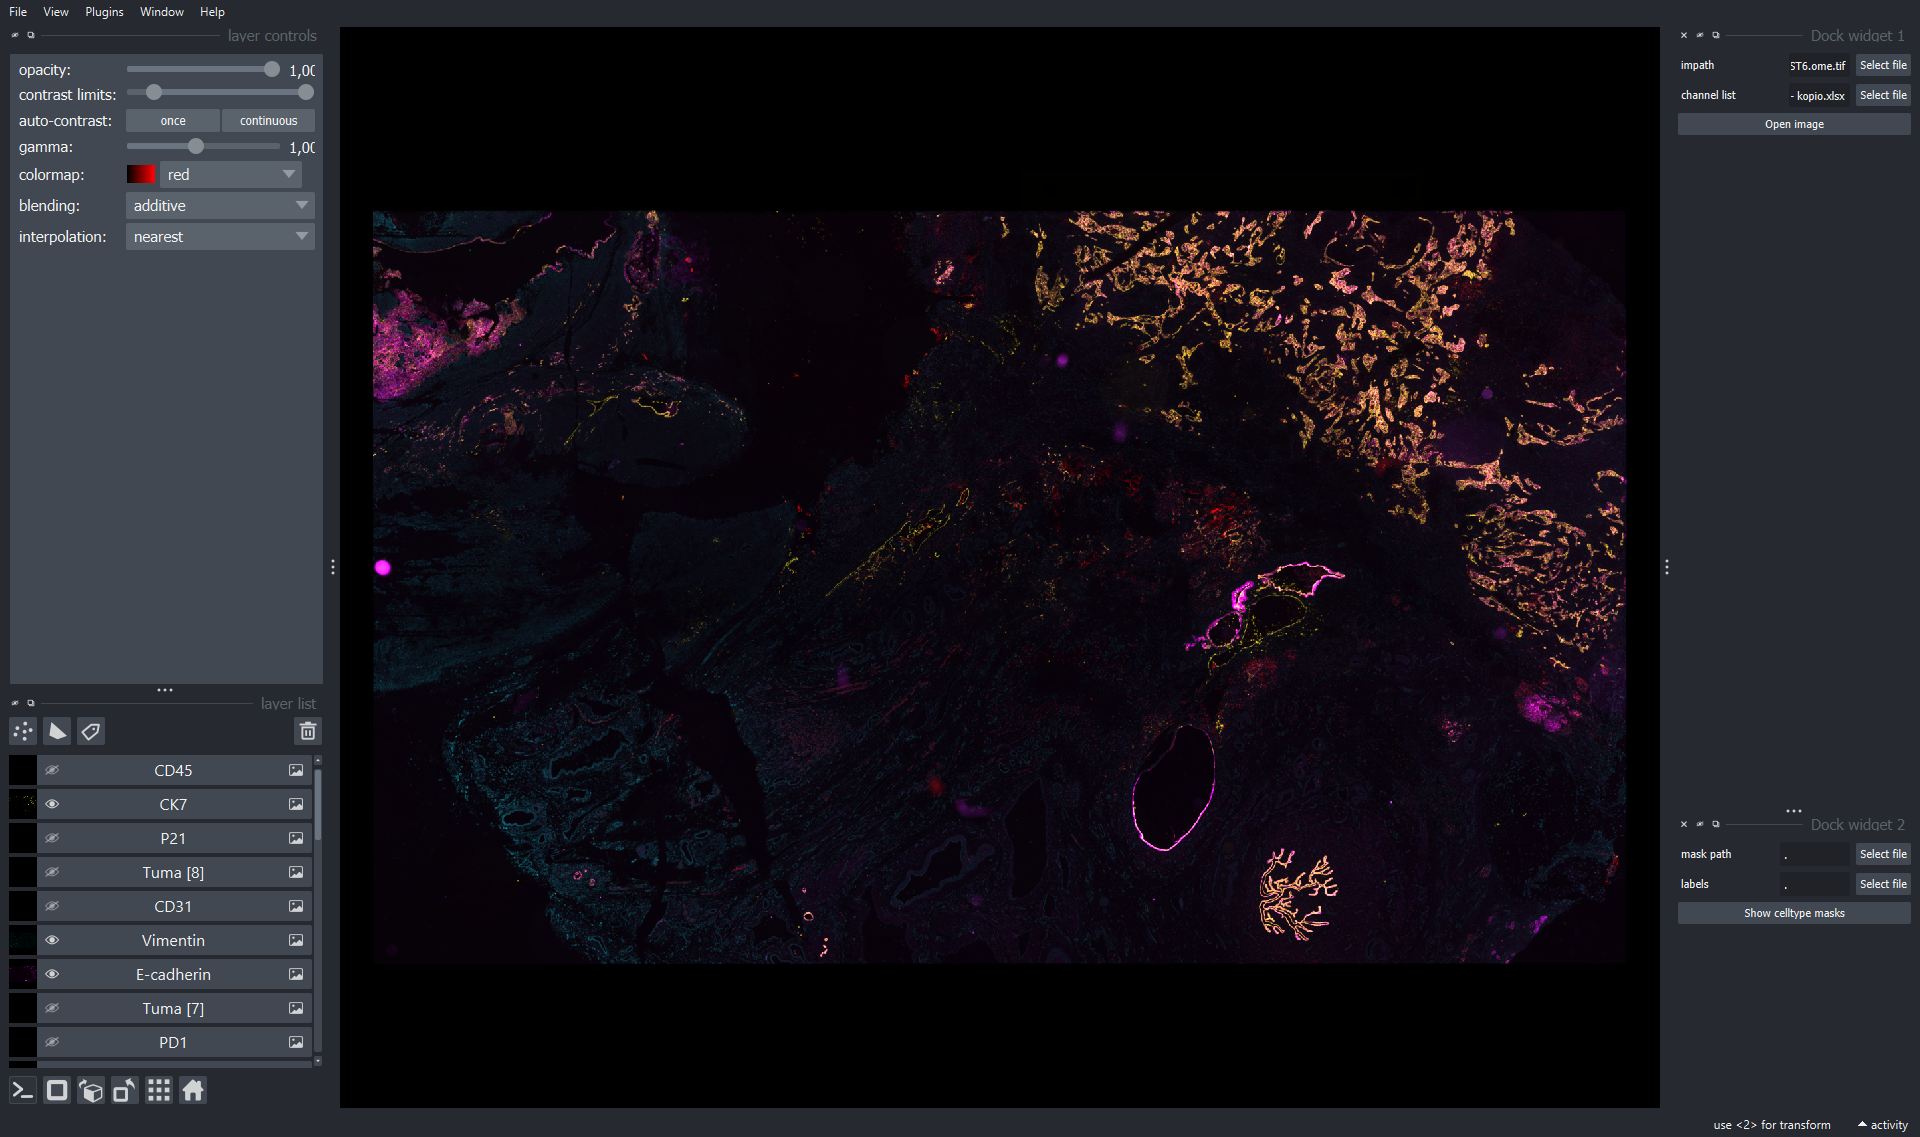 File View Plugins Window Help
layer controls
opacity: 1,00
contrast limits:
auto-contrast: once continuous
gamma: 1,00
colormap: red
blending: additive
interpolation: nearest
layer list
CD45
CK7
P21
Tuma [8]
CD31
Vimentin
E-cadherin
Tuma [7]
PD1
Dock widget 1
impath ST6.ome.tif Select file
channel list - kopio.xlsx Select file
Open image
Dock widget 2
mask path . Select file
labels . Select file
Show celltype masks
use <2> for transform activity